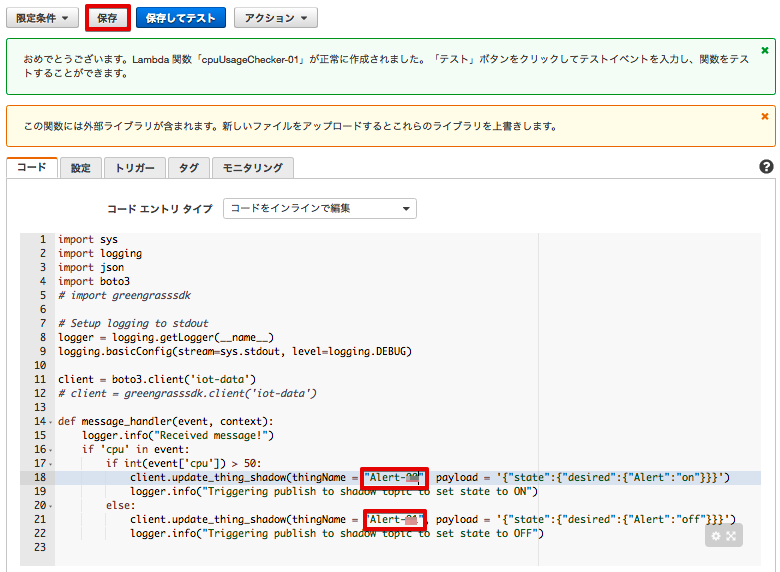 限定条件 保存 保存してテスト アクション
おめでとうございます。Lambda 関数「cpuUsageChecker-01」が正常に作成されました。「テスト」ボタンをクリックしてテストイベントを入力し、関数をテ
ストすることができます。
この関数には外部ライブラリが含まれます。新しいファイルをアップロードするとこれらのライブラリを上書きします。
コード 設定 トリガー タグ モニタリング
コード エントリ タイプ コードをインラインで編集
1 import sys
2 import logging
3 import json
4 import boto3
5 # import greengrasssdk
6
7 # Setup logging to stdout
8 logger = logging.getLogger(__name__)
9 logging.basicConfig(stream=sys.stdout, level=logging.DEBUG)
10
11 client = boto3.client('iot-data')
12 # client = greengrasssdk.client('iot-data')
13
14 def message_handler(event, context):
15 logger.info("Received message!")
16 if 'cpu' in event:
17 if int(event['cpu']) > 50:
18 client.update_thing_shadow(thingName = "Alert-", payload = '{"state":{"desired":{"Alert":"on"}}}')
19 logger.info("Triggering publish to shadow topic to set state to ON")
20 else:
21 client.update_thing_shadow(thingName = "Alert-", payload = '{"state":{"desired":{"Alert":"off"}}}')
22 logger.info("Triggering publish to shadow topic to set state to OFF")
23